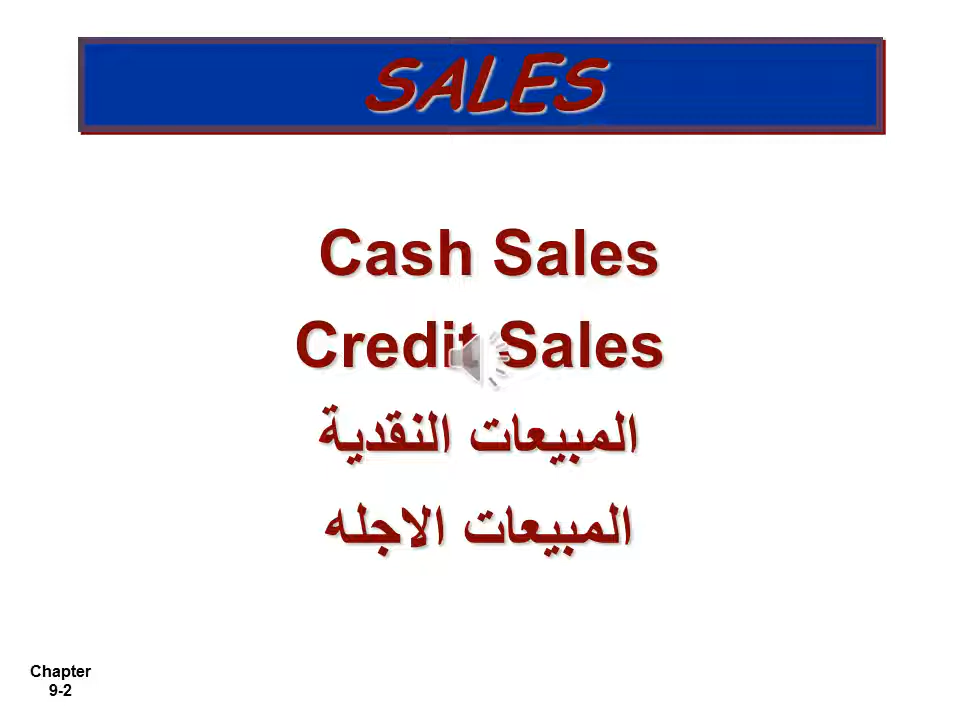 SALES
Cash Sales
Credit Sales
المبيعات النقدية
المبيعات الاجله
Chapter
9-2